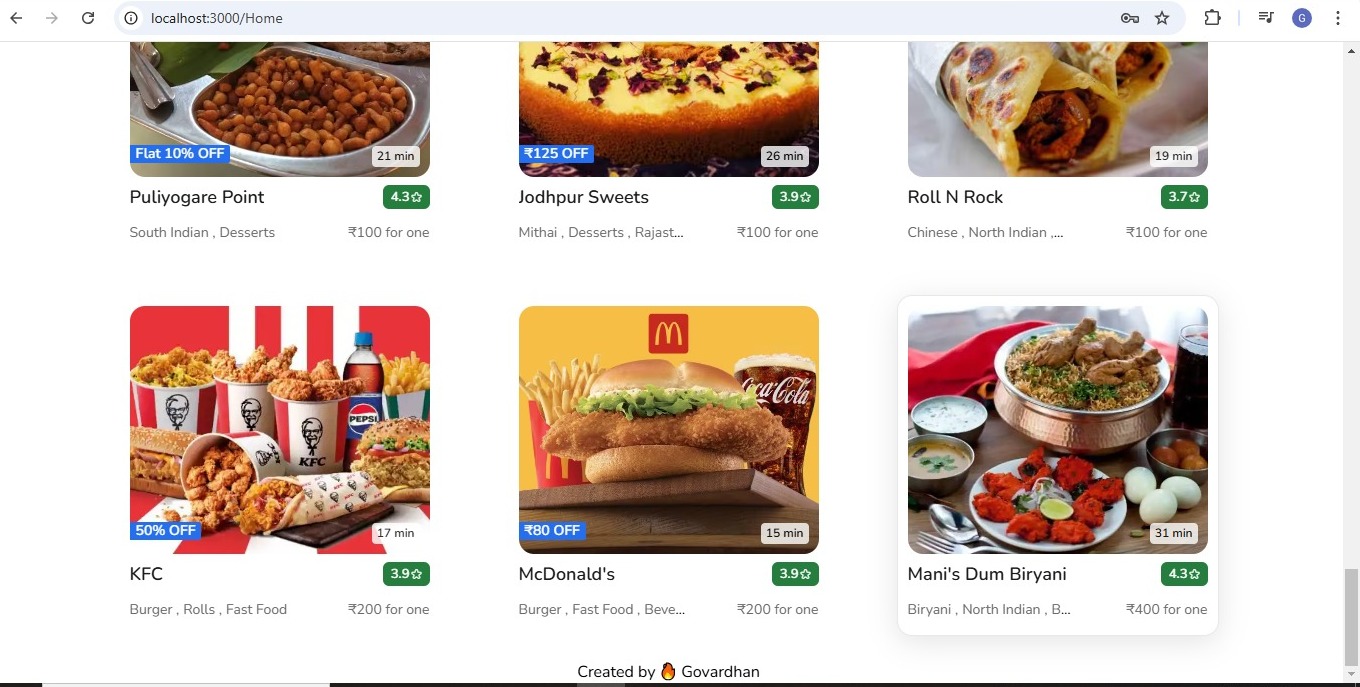 localhost:3000/Home
G
Flat 10% OFF
21 min
₹125 OFF
26 min
19 min
Puliyogare Point
4.3☆
Jodhpur Sweets
3.9☆
Roll N Rock
3.7☆
South Indian , Desserts
₹100 for one
Mithai , Desserts , Rajast...
₹100 for one
Chinese , North Indian ,...
₹100 for one
PEPSI
KFC
Coca-Cola
50% OFF
17 min
₹80 OFF
15 min
31 min
KFC
3.9☆
McDonald's
3.9☆
Mani's Dum Biryani
4.3☆
Burger , Rolls , Fast Food
₹200 for one
Burger , Fast Food , Beve...
₹200 for one
Biryani , North Indian , B...
₹400 for one
Created by 🔥 Govardhan